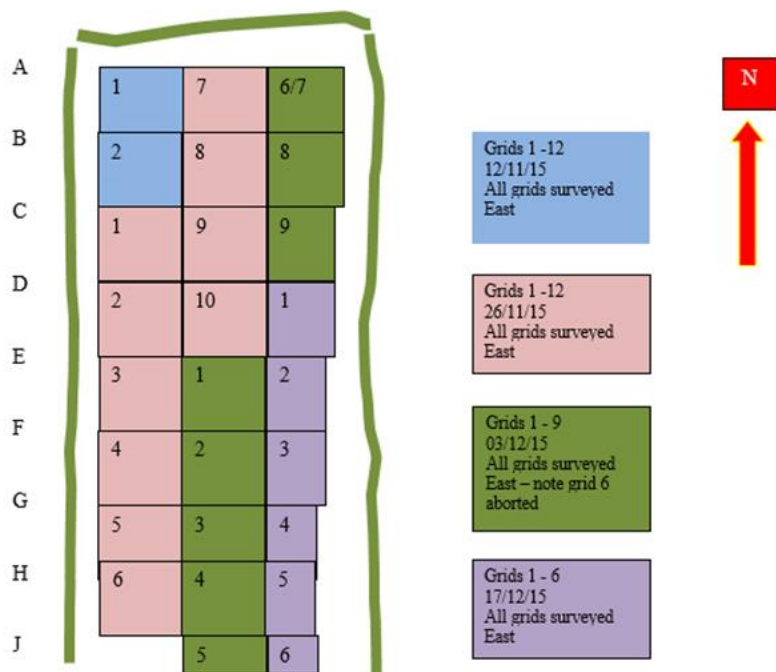 A
1 7 6/7
N
B
2 8 8
Grids 1 -12
12/11/15
All grids surveyed
East
C
1 9 9
D
2 10 1
Grids 1 -12
26/11/15
All grids surveyed
East
E
3 1 2
F
4 2 3
Grids 1 - 9
03/12/15
All grids surveyed
East – note grid 6
aborted
G
5 3 4
H
6 4 5
Grids 1 - 6
17/12/15
All grids surveyed
East
J
5 6